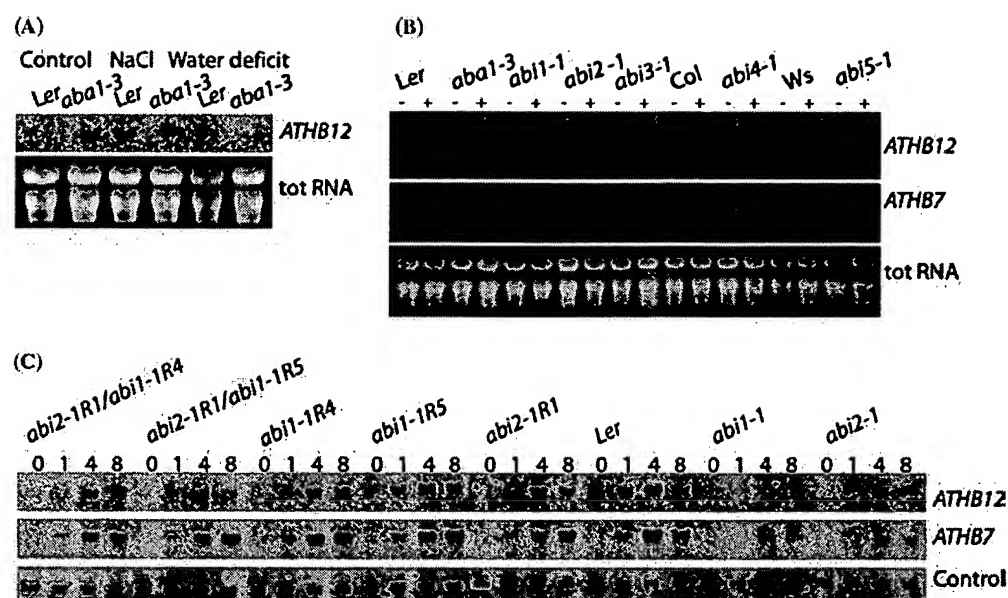 (A)
Control NaCl Water deficit
Ler aba1-3 Ler aba1-3 Ler aba1-3
ATHB12
tot RNA
(B)
Ler aba1-3 abi1-1 abi2-1 abi3-1 Col abi4-1 Ws abi5-1
- + - + - + - + - + - + - + - + - +
ATHB12
ATHB7
tot RNA
(C)
abi2-1R1/abi1-1R4 abi2-1R1/abi1-1R5 abi1-1R4 abi1-1R5 abi2-1R1 Ler abi1-1 abi2-1
0 1 4 8 0 1 4 8 0 1 4 8 0 1 4 8 0 1 4 8 0 1 4 8 0 1 4 8 0 1 4 8
ATHB12
ATHB7
Control